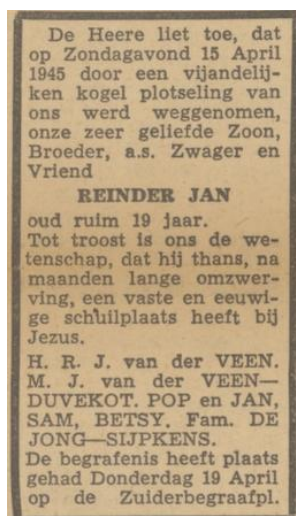 De Heere liet toe, dat
op Zondagavond 15 April
1945 door een vijandelij-
ken kogel plotseling van
ons werd weggenomen,
onze zeer geliefde Zoon,
Broeder, a.s. Zwager en
Vriend
REINDER JAN
oud ruim 19 jaar.
Tot troost is ons de we-
tenschap, dat hij thans, na
maanden lange omzwer-
ving, een vaste en eeuwi-
ge schuilplaats heeft bij
Jezus.
H. R. J. van der VEEN.
M. J. van der VEEN—
DUVEKOT. POP en JAN,
SAM, BETSY. Fam. DE
JONG—SIJPKENS.
De begrafenis heeft plaats
gehad Donderdag 19 April
op de Zuiderbegraafpl.